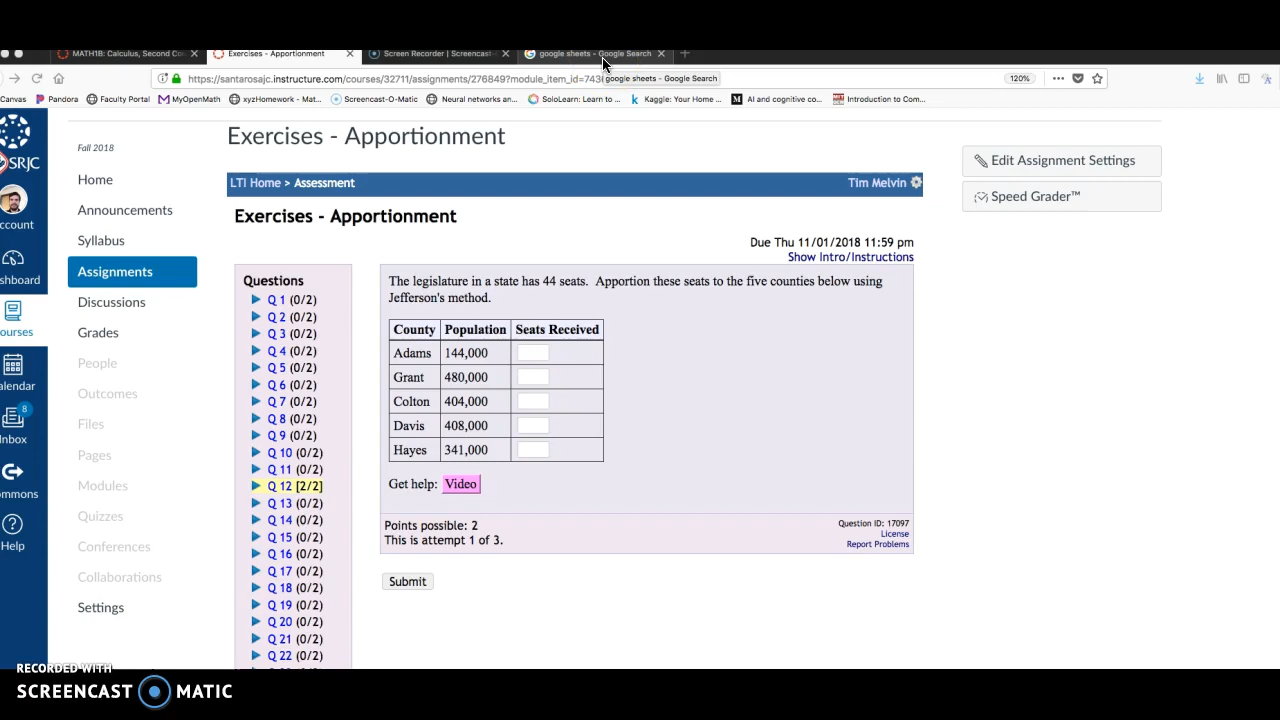 MATH1B: Calculus, Second Co
Exercises - Apportionment
Screen Recorder | Screencast-
google sheets - Google Search
https://santarosajc.instructure.com/courses/32711/assignments/276849?module_item_id=743
google sheets - Google Search
120%
Canvas Pandora Faculty Portal MyOpenMath xyzHomework - Mat... Screencast-O-Matic Neural networks an... SoloLearn: Learn to ... Kaggle: Your Home ... AI and cognitive co... Introduction to Com...
SRJC
ccount
shboard
ourses
alendar
8
Inbox
mmons
Help
Fall 2018
Home
Announcements
Syllabus
Assignments
Discussions
Grades
People
Outcomes
Files
Pages
Modules
Quizzes
Conferences
Collaborations
Settings
Exercises - Apportionment
LTI Home > Assessment
Tim Melvin
Exercises - Apportionment
Due Thu 11/01/2018 11:59 pm
Show Intro/Instructions
Questions
Q 1 (0/2)
Q 2 (0/2)
Q 3 (0/2)
Q 4 (0/2)
Q 5 (0/2)
Q 6 (0/2)
Q 7 (0/2)
Q 8 (0/2)
Q 9 (0/2)
Q 10 (0/2)
Q 11 (0/2)
Q 12 [2/2]
Q 13 (0/2)
Q 14 (0/2)
Q 15 (0/2)
Q 16 (0/2)
Q 17 (0/2)
Q 18 (0/2)
Q 19 (0/2)
Q 20 (0/2)
Q 21 (0/2)
Q 22 (0/2)
The legislature in a state has 44 seats. Apportion these seats to the five counties below using
Jefferson's method.
County Population Seats Received
Adams 144,000
Grant 480,000
Colton 404,000
Davis 408,000
Hayes 341,000
Get help: Video
Points possible: 2
This is attempt 1 of 3.
Question ID: 17097
License
Report Problems
Submit
Edit Assignment Settings
Speed Grader™
RECORDED WITH
SCREENCAST MATIC